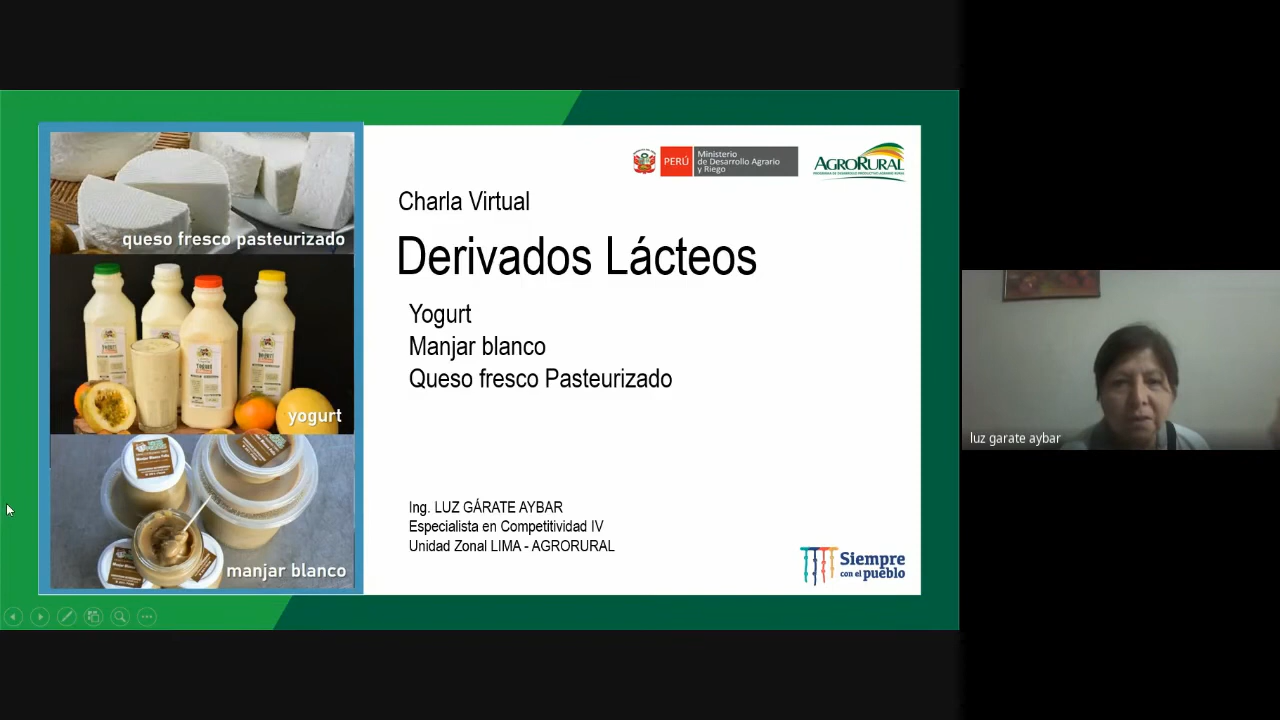 queso fresco pasteurizado
yogurt
manjar blanco
PERÚ
Ministerio
de Desarrollo Agrario
y Riego
AGRORURAL
Charla Virtual
Derivados Lácteos
Yogurt
Manjar blanco
Queso fresco Pasteurizado
Ing. LUZ GÁRATE AYBAR
Especialista en Competitividad IV
Unidad Zonal LIMA - AGRORURAL
Siempre
con el pueblo
luz garate aybar